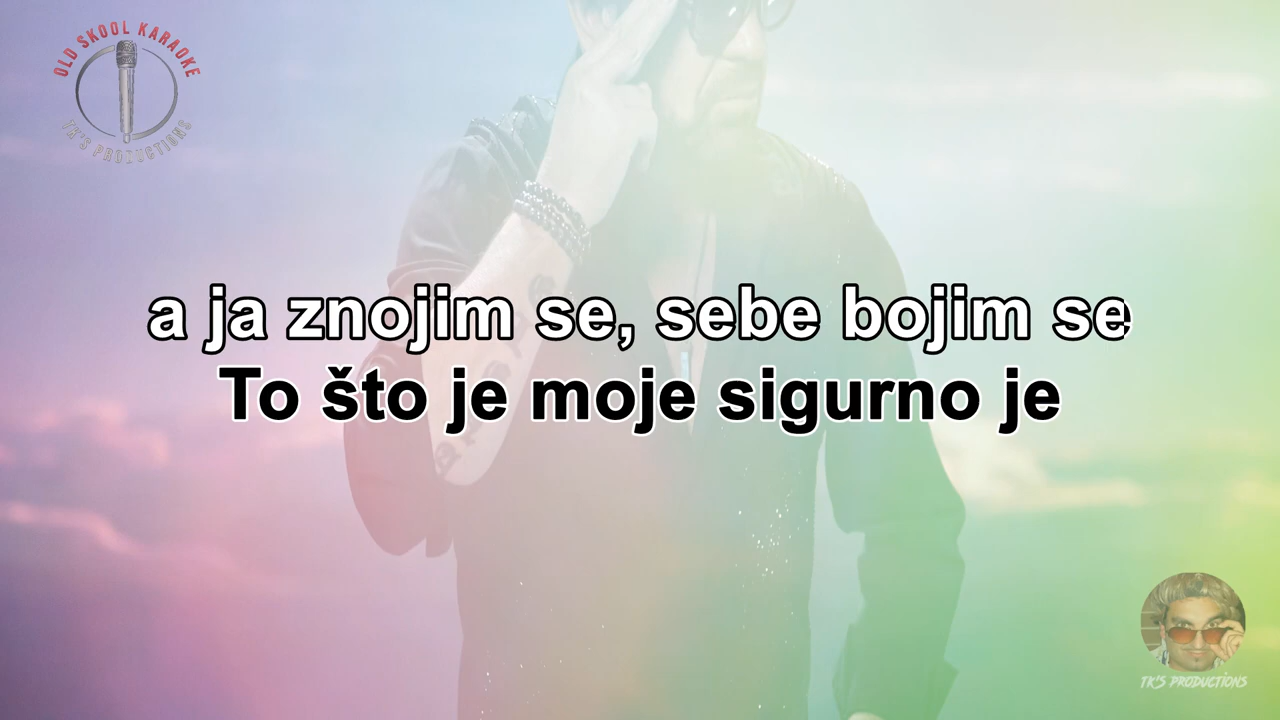 OLD SKOOL KARAOKE
TK'S PRODUCTIONS
a ja znojim se, sebe bojim se
To što je moje sigurno je
TK'S PRODUCTIONS